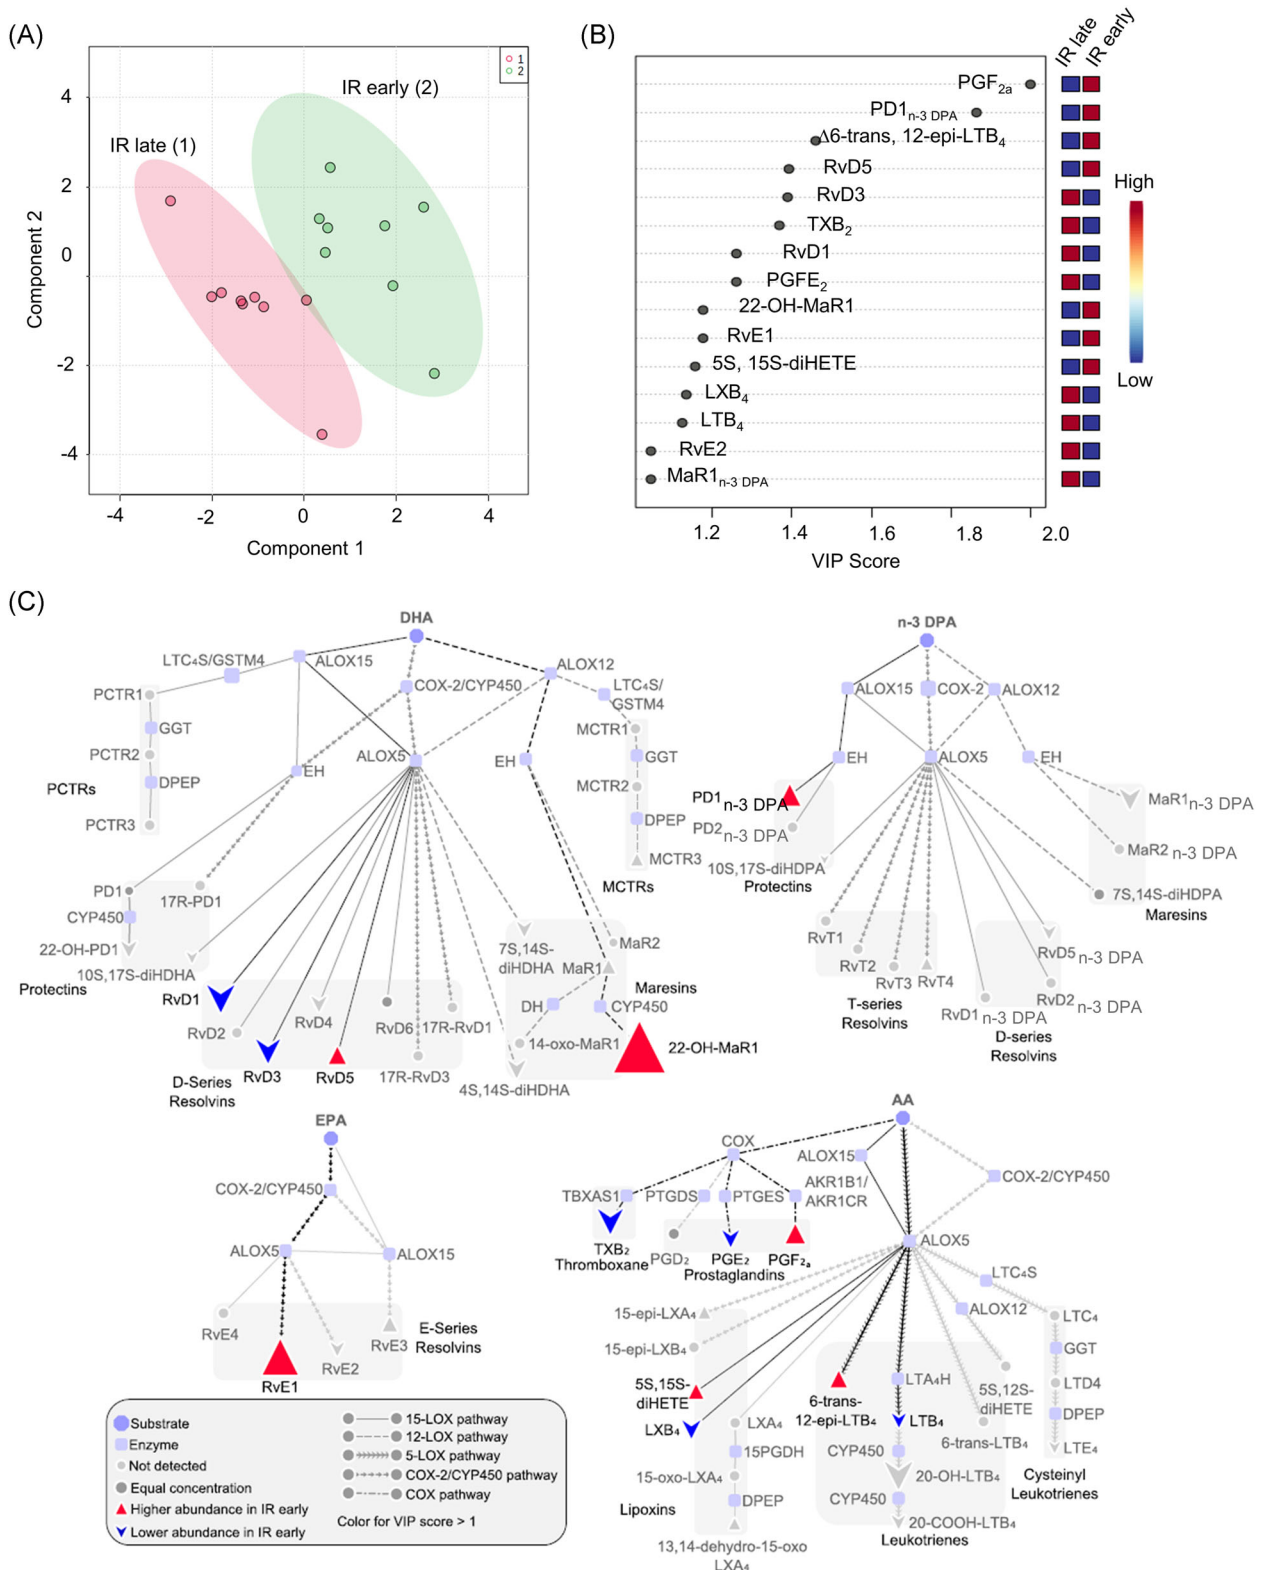 (A)
1
2
IR early (2)
IR late (1)
4
2
0
-2
-4
Component 2
-4
-2
0
2
4
Component 1
(B)
IR late
IR early
PGF2a
PD1n-3 DPA
Δ6-trans, 12-epi-LTB4
RvD5
RvD3
TXB2
RvD1
PGFE2
22-OH-MaR1
RvE1
5S, 15S-diHETE
LXB4
LTB4
RvE2
MaR1n-3 DPA
1.2
1.4
1.6
1.8
2.0
VIP Score
High
Low
(C)
DHA
LTC₄S/GSTM4
ALOX15
ALOX12
COX-2/CYP450
LTC₄S/
GSTM4
PCTR1
GGT
PCTR2
DPEP
PCTR3
PCTRs
ALOX5
EH
EH
MCTR1
GGT
MCTR2
DPEP
MCTR3
MCTRs
PD1
17R-PD1
CYP450
22-OH-PD1
10S,17S-diHDHA
Protectins
RvD1
RvD2
RvD3
RvD4
RvD5
RvD6
17R-RvD1
17R-RvD3
D-Series
Resolvins
7S,14S-
diHDHA
MaR2
MaR1
Maresins
DH
CYP450
14-oxo-MaR1
22-OH-MaR1
4S,14S-diHDHA
n-3 DPA
ALOX15
COX-2
ALOX12
EH
ALOX5
EH
PD1n-3 DPA
PD2n-3 DPA
10S,17S-diHDPA
Protectins
MaR1n-3 DPA
MaR2 n-3 DPA
7S,14S-diHDPA
Maresins
RvT1
RvT2
RvT3
RvT4
T-series
Resolvins
RvD5n-3 DPA
RvD2n-3 DPA
RvD1n-3 DPA
D-series
Resolvins
EPA
COX-2/CYP450
ALOX5
ALOX15
RvE4
RvE3
RvE2
RvE1
E-Series
Resolvins
AA
COX
ALOX15
COX-2/CYP450
TBXAS1
PTGDS
PTGES
AKR1B1/
AKR1CR
TXB₂
Thromboxane
PGD₂
PGE₂
PGF₂ₐ
Prostaglandins
ALOX5
LTC₄S
ALOX12
LTC₄
GGT
LTD4
DPEP
LTE₄
Cysteinyl
Leukotrienes
15-epi-LXA₄
15-epi-LXB₄
5S,15S-
diHETE
LXB₄
LXA₄
15PGDH
15-oxo-LXA₄
DPEP
Lipoxins
13,14-dehydro-15-oxo
LXA₄
6-trans-
12-epi-LTB₄
LTA₄H
LTB₄
CYP450
20-OH-LTB₄
CYP450
20-COOH-LTB₄
Leukotrienes
5S,12S-
diHETE
6-trans-LTB₄
Substrate
Enzyme
Not detected
Equal concentration
Higher abundance in IR early
Lower abundance in IR early
15-LOX pathway
12-LOX pathway
5-LOX pathway
COX-2/CYP450 pathway
COX pathway
Color for VIP score > 1